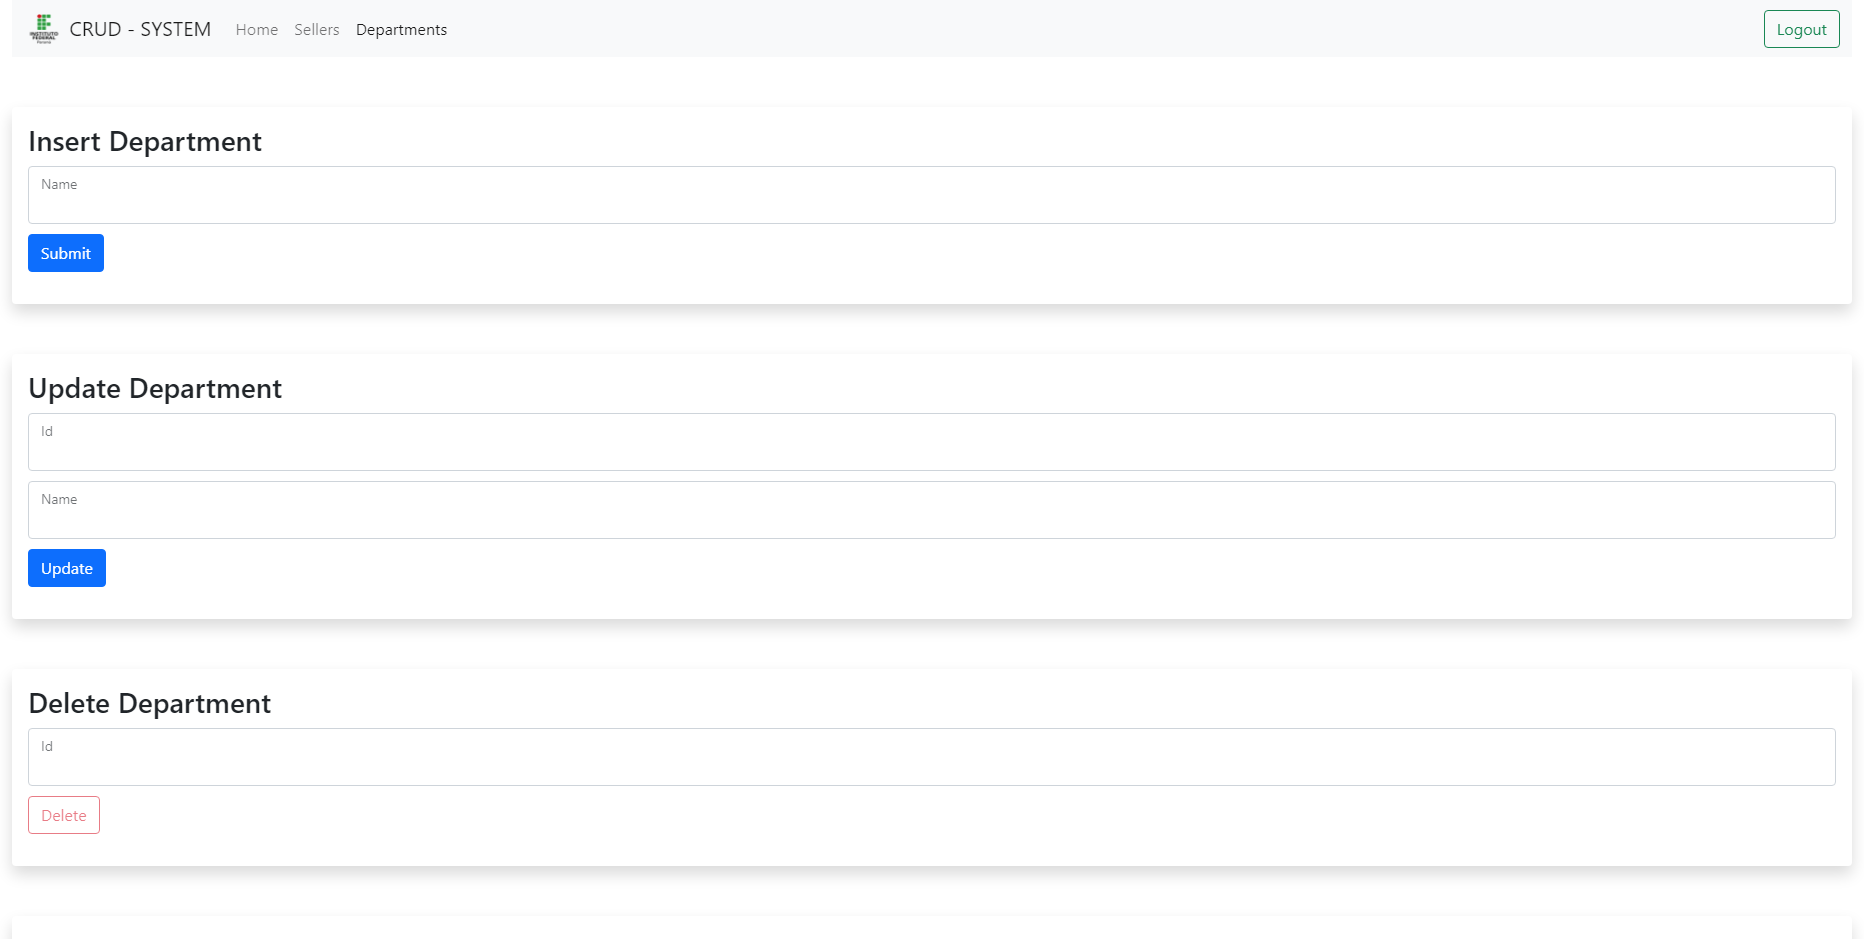 INSTITUTO
FEDERAL
Paraná
CRUD - SYSTEM
Home
Sellers
Departments
Logout
Insert Department
Name
Submit
Update Department
Id
Name
Update
Delete Department
Id
Delete